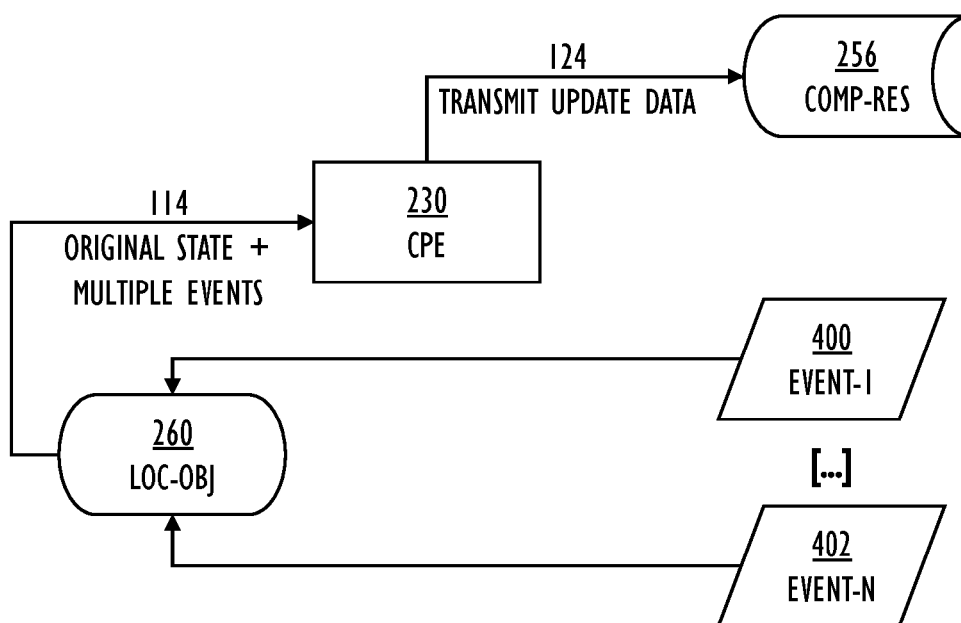 124
TRANSMIT UPDATE DATA
256
COMP-RES
114
ORIGINAL STATE +
MULTIPLE EVENTS
230
CPE
400
EVENT-1
260
LOC-OBJ
[...]
402
EVENT-N